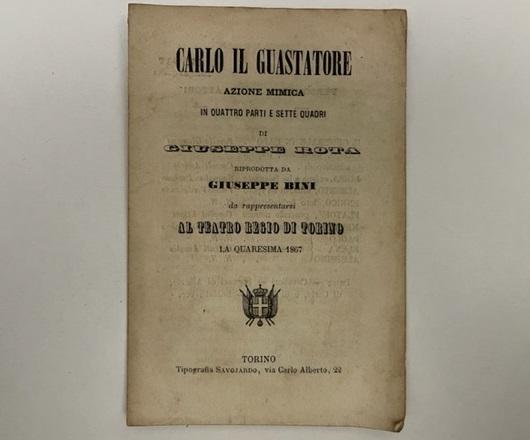 CARLO IL GUASTATORE
AZIONE MIMICA
IN QUATTRO PARTI E SETTE QUADRI
DI
GIUSEPPE ROTA
RIPRODOTTA DA
GIUSEPPE BINI
da rappresentarsi
AL TEATRO REGIO DI TORINO
LA QUARESIMA 1867
TORINO
Tipografia SAVOJARDO, via Carlo Alberto, 22